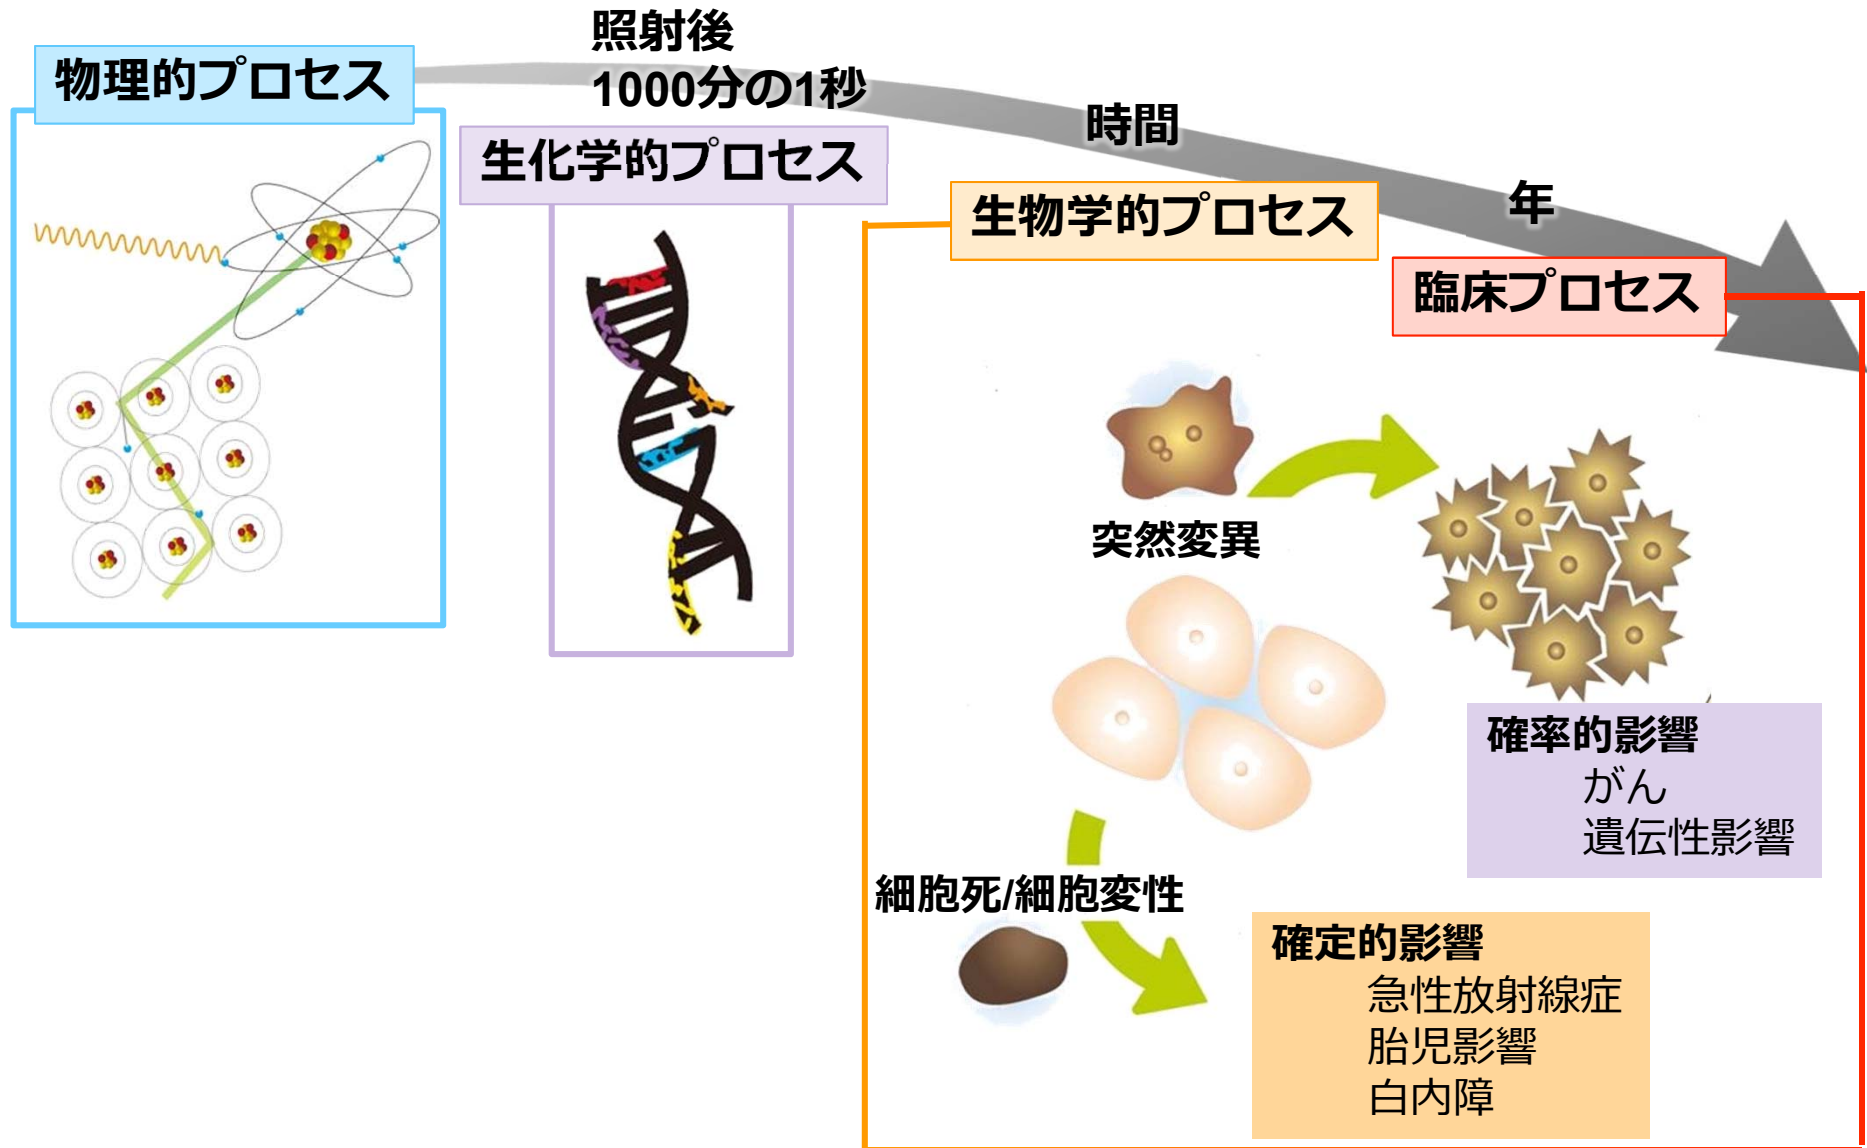 物理的プロセス
照射後
1000分の1秒
生化学的プロセス
時間
生物学的プロセス
年
臨床プロセス
突然変異
確率的影響
がん
遺伝性影響
細胞死/細胞変性
確定的影響
急性放射線症
胎児影響
白内障